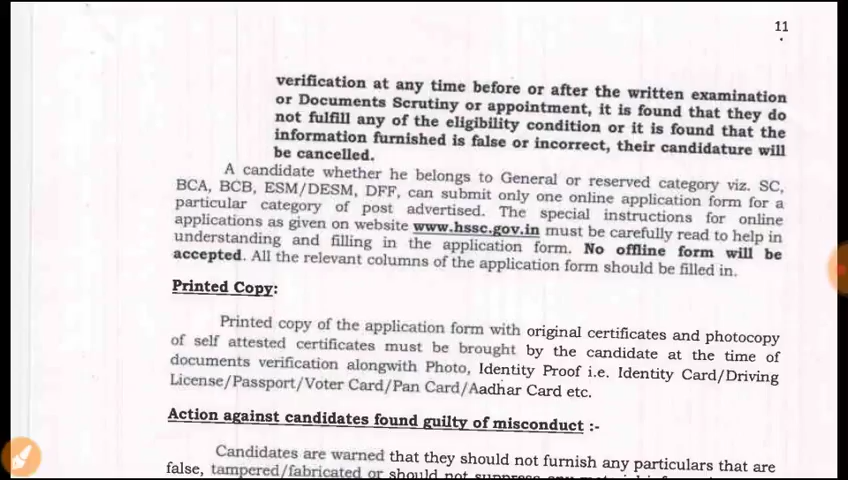 11
verification at any time before or after the written examination
or Documents Scrutiny or appointment, it is found that they do
not fulfill any of the eligibility condition or it is found that the
information furnished is false or incorrect, their candidature will
be cancelled.
A candidate whether he belongs to General or reserved category viz. SC,
BCA, BCB, ESM/DESM, DFF, can submit only one online application form for a
particular category of post advertised. The special instructions for online
applications as given on website www.hssc.gov.in must be carefully read to help in
understanding and filling in the application form. No offline form will be
accepted. All the relevant columns of the application form should be filled in.
Printed Copy:
Printed copy of the application form with original certificates and photocopy
of self attested certificates must be brought by the candidate at the time of
documents verification alongwith Photo, Identity Proof i.e. Identity Card/Driving
License/Passport/Voter Card/Pan Card/Aadhar Card etc.
Action against candidates found guilty of misconduct :-
Candidates are warned that they should not furnish any particulars that are
false, tampered/fabricated or should not suppress any